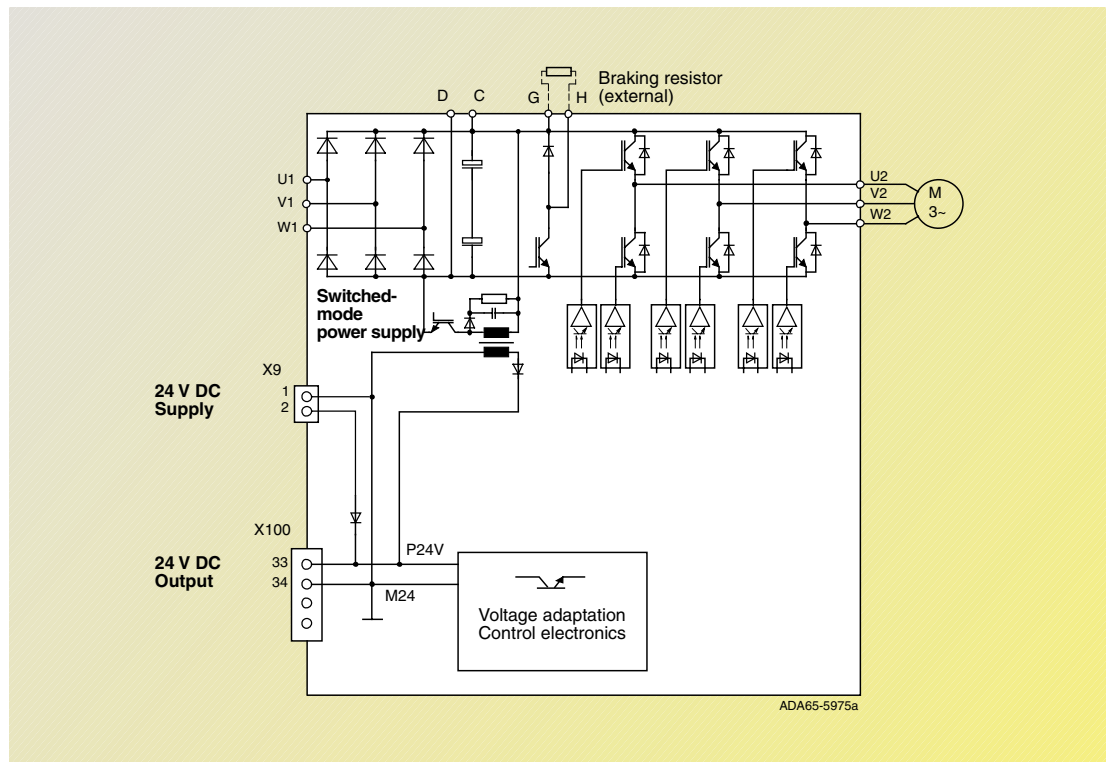 Braking resistor
(external)
D
C
G
H
U1
V1
W1
U2
V2
W2
M
3~
Switched-
mode
power supply
X9
24 V DC
Supply
1
2
X100
24 V DC
Output
33
34
P24V
M24
Voltage adaptation
Control electronics
ADA65-5975a